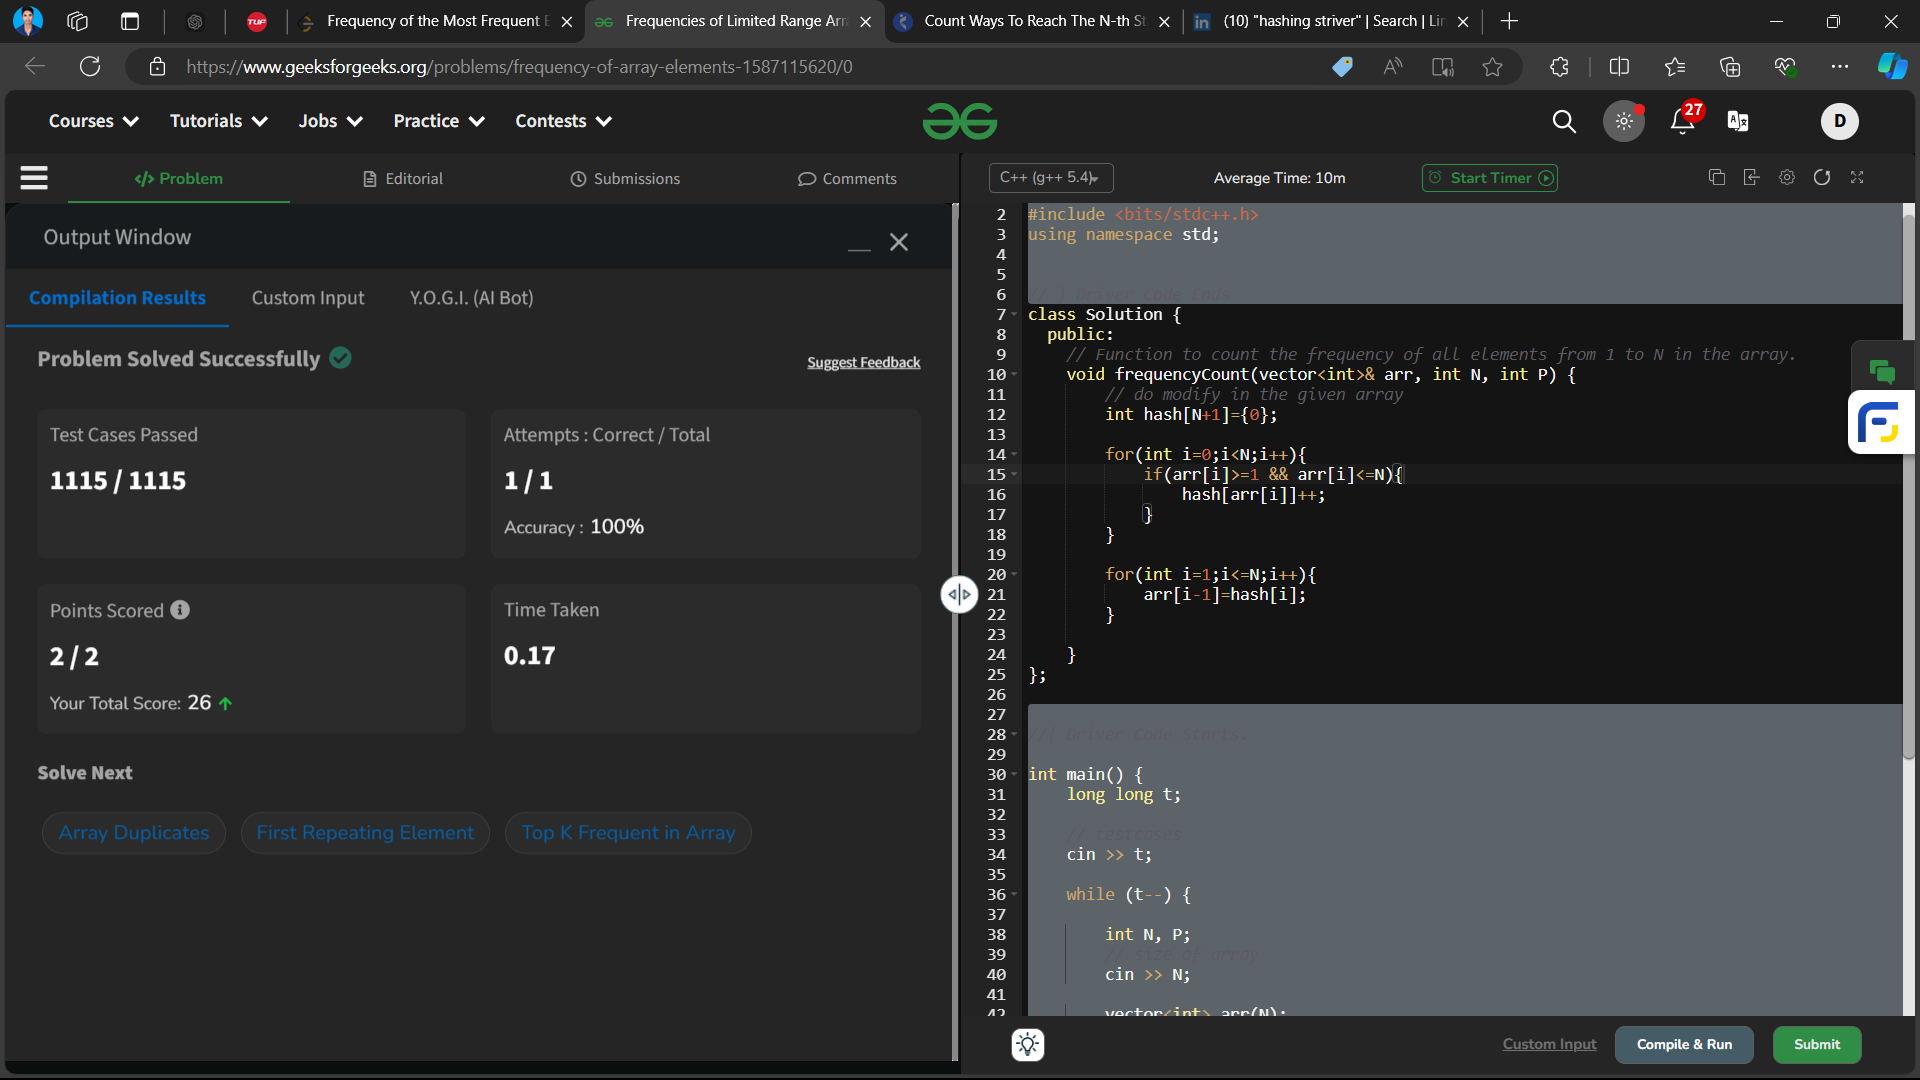 Frequency of the Most Frequent E
Frequencies of Limited Range Arr
Count Ways To Reach The N-th St
(10) "hashing striver" | Search | Lin
https://www.geeksforgeeks.org/problems/frequency-of-array-elements-1587115620/0
Courses
Tutorials
Jobs
Practice
Contests
27
D
</> Problem
Editorial
Submissions
Comments
C++ (g++ 5.4)
Average Time: 10m
Start Timer
Output Window
Compilation Results
Custom Input
Y.O.G.I. (AI Bot)
Problem Solved Successfully
Suggest Feedback
Test Cases Passed
1115 / 1115
Attempts : Correct / Total
1 / 1
Accuracy : 100%
Points Scored
2 / 2
Your Total Score: 26
Time Taken
0.17
Solve Next
Array Duplicates
First Repeating Element
Top K Frequent in Array
2 #include <bits/stdc++.h>
3 using namespace std;
4
5
6 // } Driver Code Ends
7 class Solution {
8 public:
9 // Function to count the frequency of all elements from 1 to N in the array.
10 void frequencyCount(vector<int>& arr, int N, int P) {
11 // do modify in the given array
12 int hash[N+1]={0};
13
14 for(int i=0;i<N;i++){
15 if(arr[i]>=1 && arr[i]<=N){
16 hash[arr[i]]++;
17 }
18 }
19
20 for(int i=1;i<=N;i++){
21 arr[i-1]=hash[i];
22 }
23
24 }
25 };
26
27
28 //{ Driver Code Starts.
29
30 int main() {
31 long long t;
32
33 // testcases
34 cin >> t;
35
36 while (t--) {
37
38 int N, P;
39 // size of array
40 cin >> N;
41
42 vector<int> arr(N);
Custom Input
Compile & Run
Submit